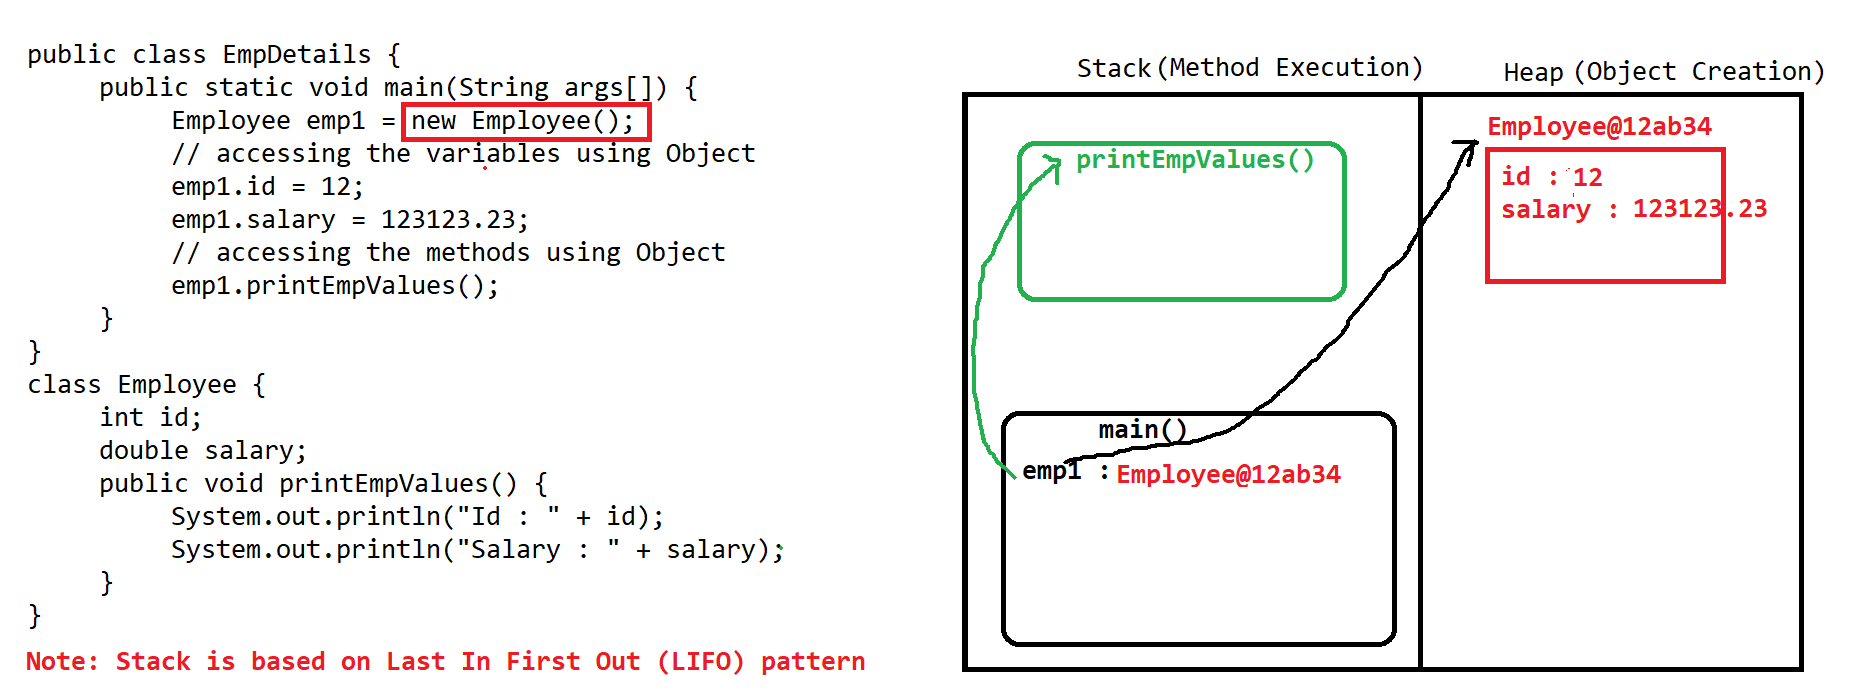 public class EmpDetails {
public static void main(String args[]) {
Employee emp1 = new Employee();
// accessing the variables using Object
emp1.id = 12;
emp1.salary = 123123.23;
// accessing the methods using Object
emp1.printEmpValues();
}
}
class Employee {
int id;
double salary;
public void printEmpValues() {
System.out.println("Id : " + id);
System.out.println("Salary : " + salary);
}
}
Note: Stack is based on Last In First Out (LIFO) pattern
Stack (Method Execution)
printEmpValues()
main()
emp1 : Employee@12ab34
Heap (Object Creation)
Employee@12ab34
id : 12
salary : 123123.23